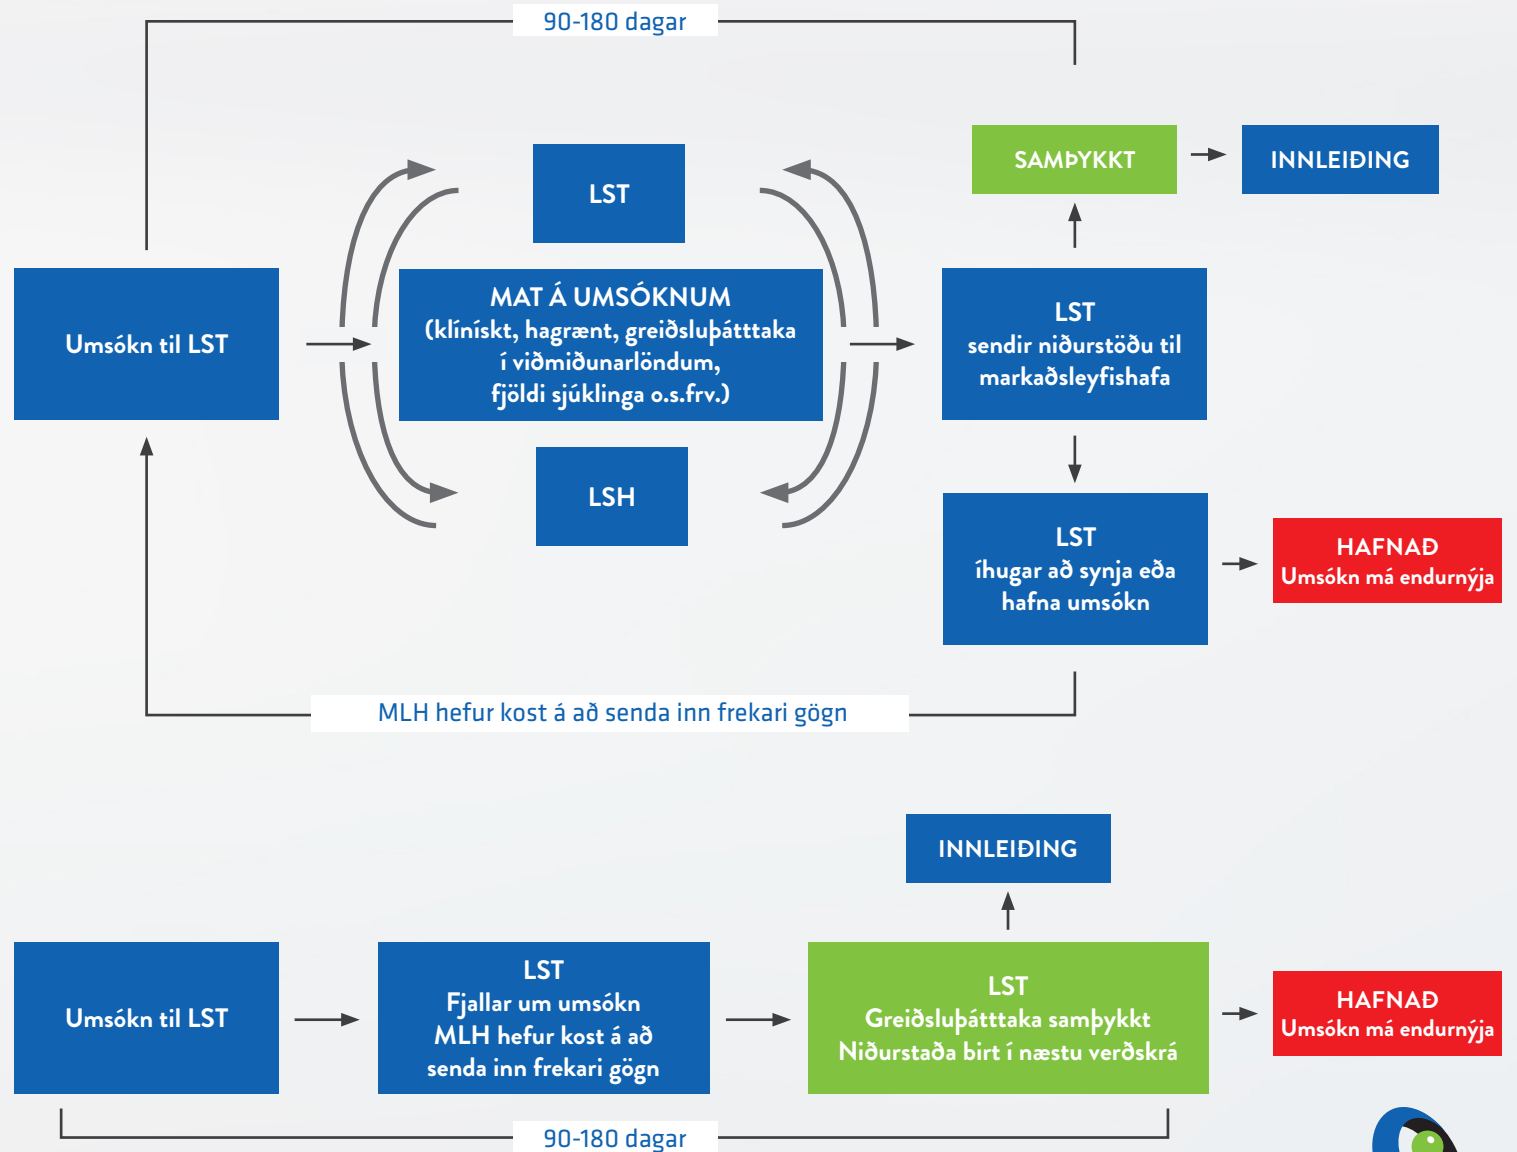 90-180 dagar
SAMÞYKKT
INNLEIÐING
LST
Umsókn til LST
MAT Á UMSÓKNUM
(klínískt, hagrænt, greiðsluþátttaka
í viðmiðunarlöndum,
fjöldi sjúklinga o.s.frv.)
LST
sendir niðurstöðu til
markaðsleyfishafa
LSH
LST
íhugar að synja eða
hafna umsókn
HAFNAÐ
Umsókn má endurnýja
MLH hefur kost á að senda inn frekari gögn
INNLEIÐING
Umsókn til LST
LST
Fjallar um umsókn
MLH hefur kost á að
senda inn frekari gögn
LST
Greiðsluþátttaka samþykkt
Niðurstaða birt í næstu verðskrá
HAFNAÐ
Umsókn má endurnýja
90-180 dagar